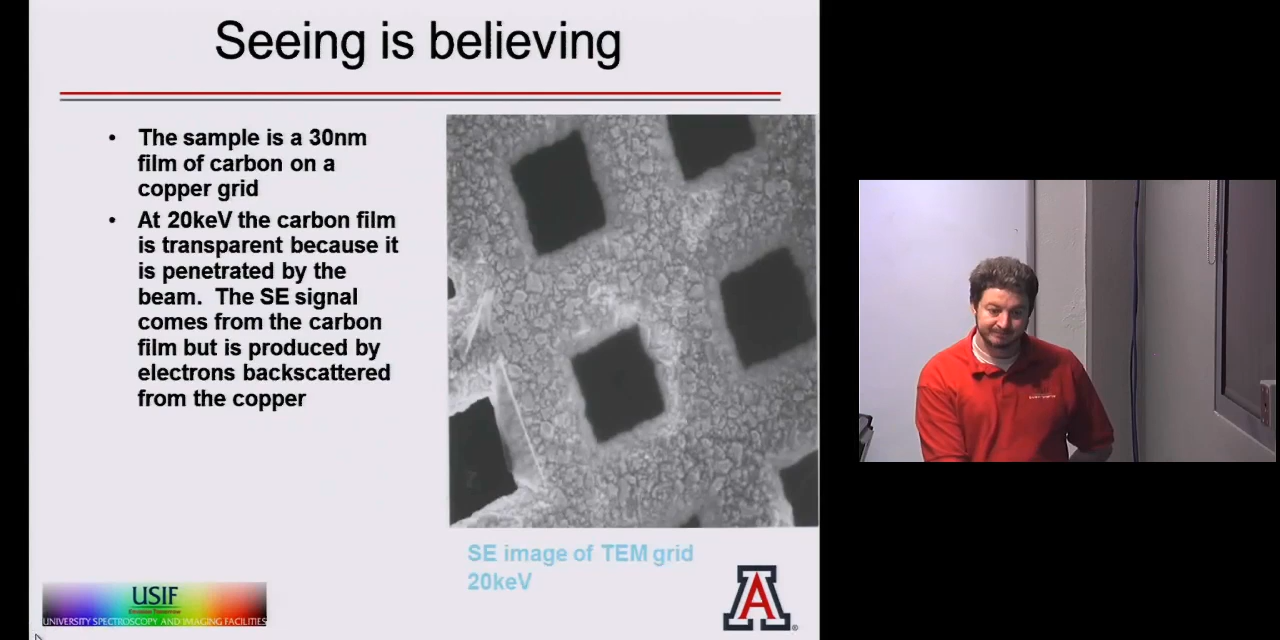 Seeing is believing
• The sample is a 30nm
film of carbon on a
copper grid
• At 20keV the carbon film
is transparent because it
is penetrated by the
beam. The SE signal
comes from the carbon
film but is produced by
electrons backscattered
from the copper
SE image of TEM grid
20keV
USIF
UNIVERSITY SPECTROSCOPY AND IMAGING FACILITIES
A